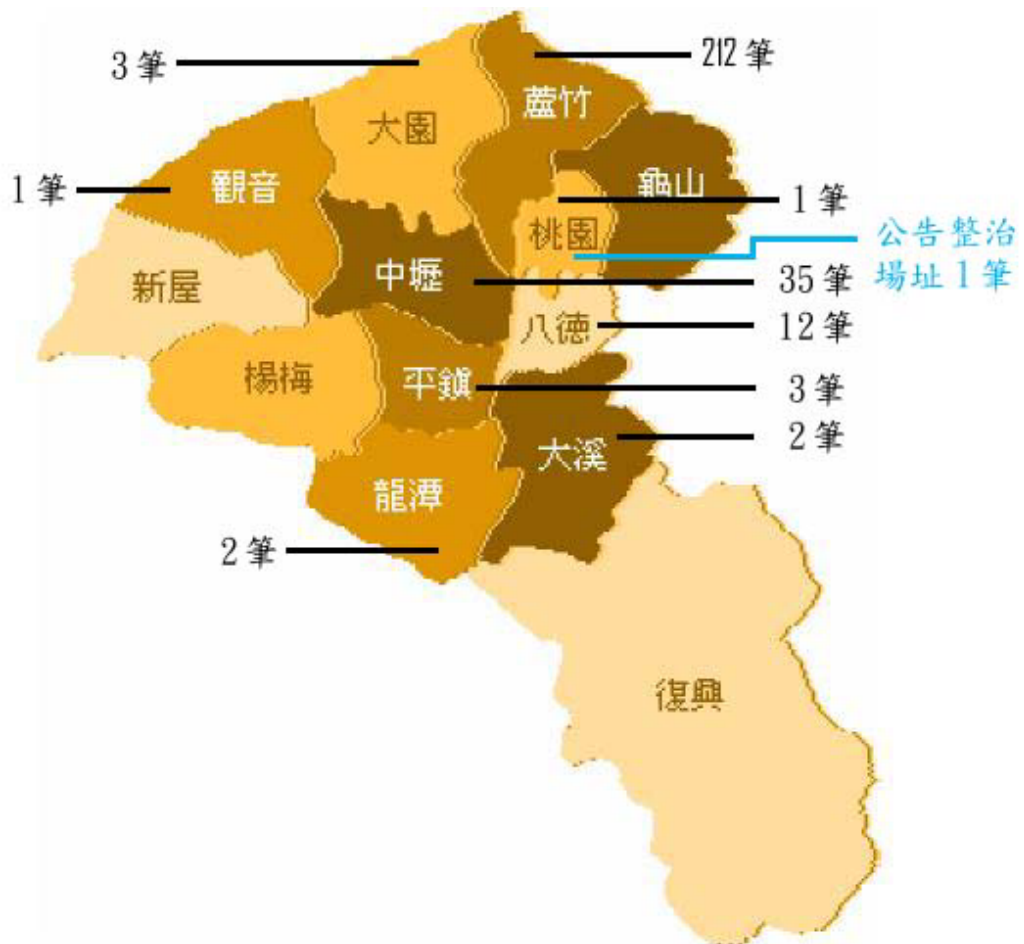 3 筆
212 筆
蘆竹
大園
1 筆
觀音
龜山
1 筆
桃園
公告整治
場址 1 筆
中壢
35 筆
新屋
八德
12 筆
楊梅
平鎮
3 筆
大溪
2 筆
龍潭
2 筆
復興